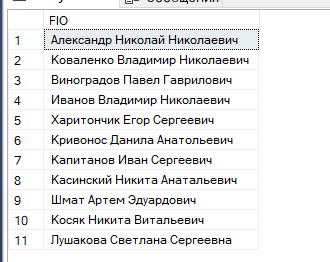 FIO
1 Александр Николай Николаевич
2 Коваленко Владимир Николаевич
3 Виноградов Павел Гаврилович
4 Иванов Владимир Николаевич
5 Харитончик Егор Сергеевич
6 Кривонос Данила Анатольевич
7 Капитанов Иван Сергеевич
8 Касинский Никита Анатальевич
9 Шмат Артем Эдуардович
10 Косяк Никита Витальевич
11 Лушакова Светлана Сергеевна